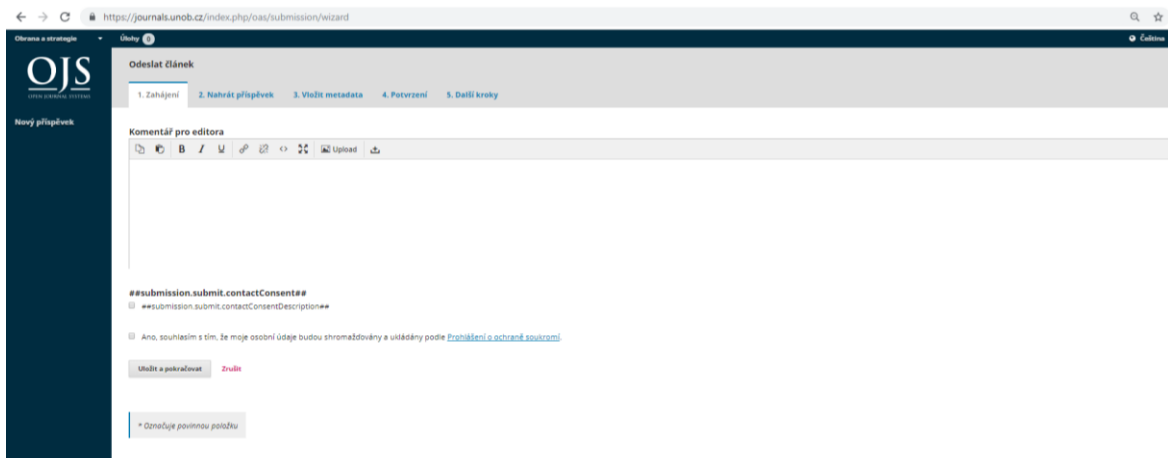 https://journals.unob.cz/index.php/oas/submission/wizard
Obrana a strategie Úlohy 0 Čeština
OJS
OPEN JOURNAL SYSTEMS
Nový příspěvek
Odeslat článek
1. Zahájení 2. Nahrát příspěvek 3. Vložit metadata 4. Potvrzení 5. Další kroky
Komentář pro editora
B I U Upload
##submission.submit.contactConsent##
##submission.submit.contactConsentDescription##
Ano, souhlasím s tím, že moje osobní údaje budou shromažďovány a ukládány podle Prohlášení o ochraně soukromí.
Uložit a pokračovat Zrušit
* Označuje povinnou položku